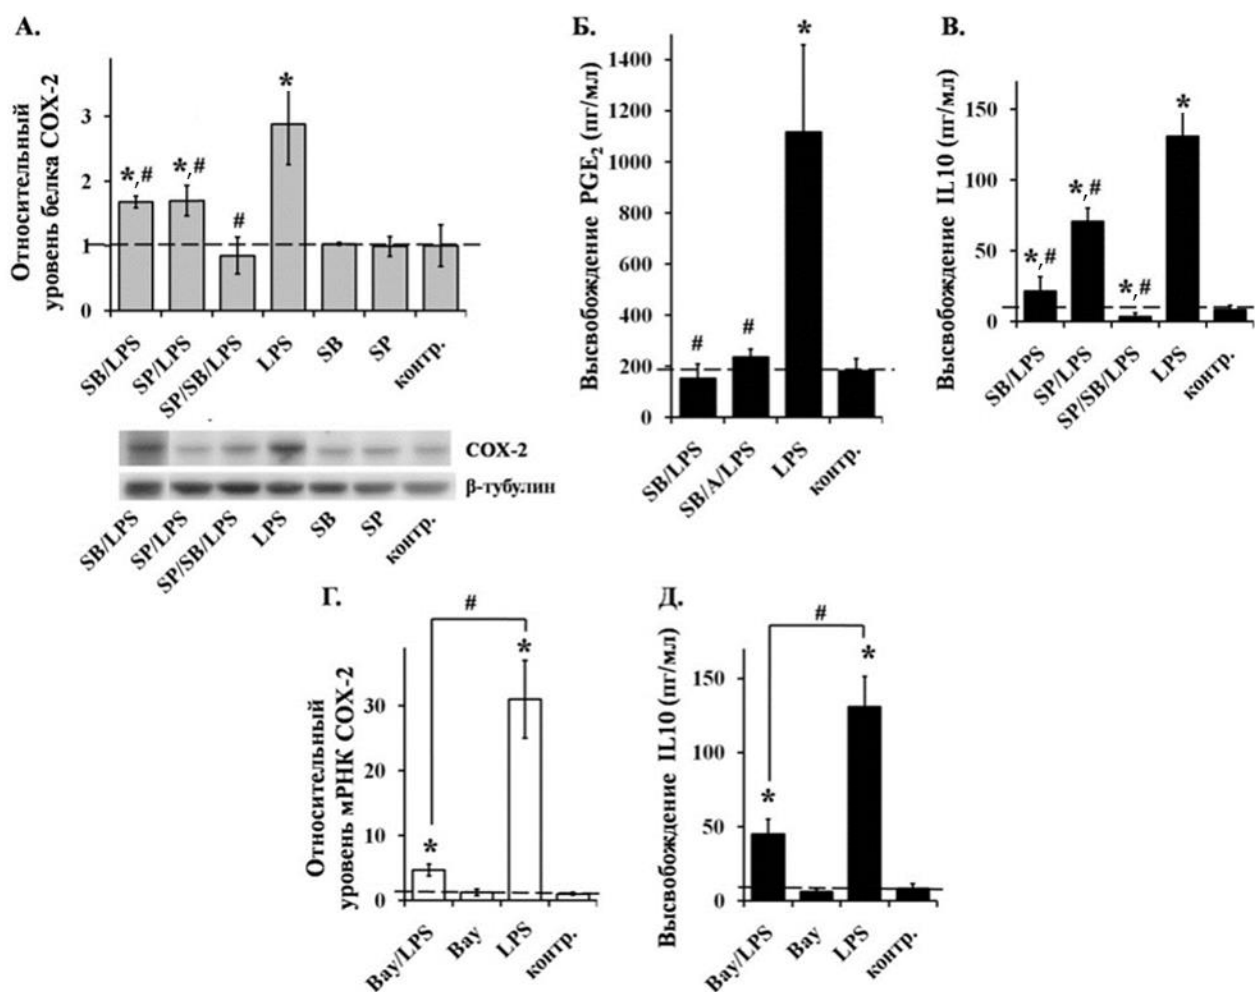 А.
Относительный
уровень белка COX-2
3
2
1
0
*,#
*,#
#
*
SB/LPS
SP/LPS
SP/SB/LPS
LPS
SB
SP
контр.
COX-2
β-тубулин
SB/LPS
SP/LPS
SP/SB/LPS
LPS
SB
SP
контр.
Б.
Высвобождение PGE₂ (пг/мл)
1400
1200
1000
800
600
400
200
0
#
#
*
SB/LPS
SB/A/LPS
LPS
контр.
В.
Высвобождение IL10 (пг/мл)
150
100
50
0
*,#
*,#
*,#
*
SB/LPS
SP/LPS
SP/SB/LPS
LPS
контр.
Г.
Относительный
уровень мРНК COX-2
30
20
10
0
#
*
*
Bay/LPS
Bay
LPS
контр.
Д.
Высвобождение IL10 (пг/мл)
150
100
50
0
#
*
*
Bay/LPS
Bay
LPS
контр.